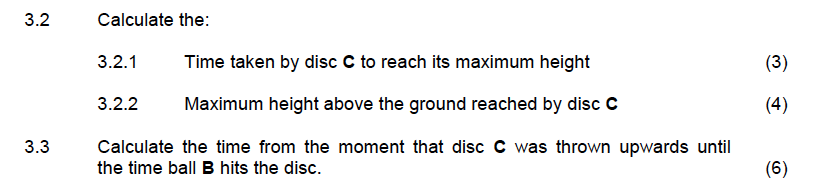 3.2 Calculate the:
3.2.1 Time taken by disc C to reach its maximum height (3)
3.2.2 Maximum height above the ground reached by disc C (4)
3.3 Calculate the time from the moment that disc C was thrown upwards until
the time ball B hits the disc. (6)